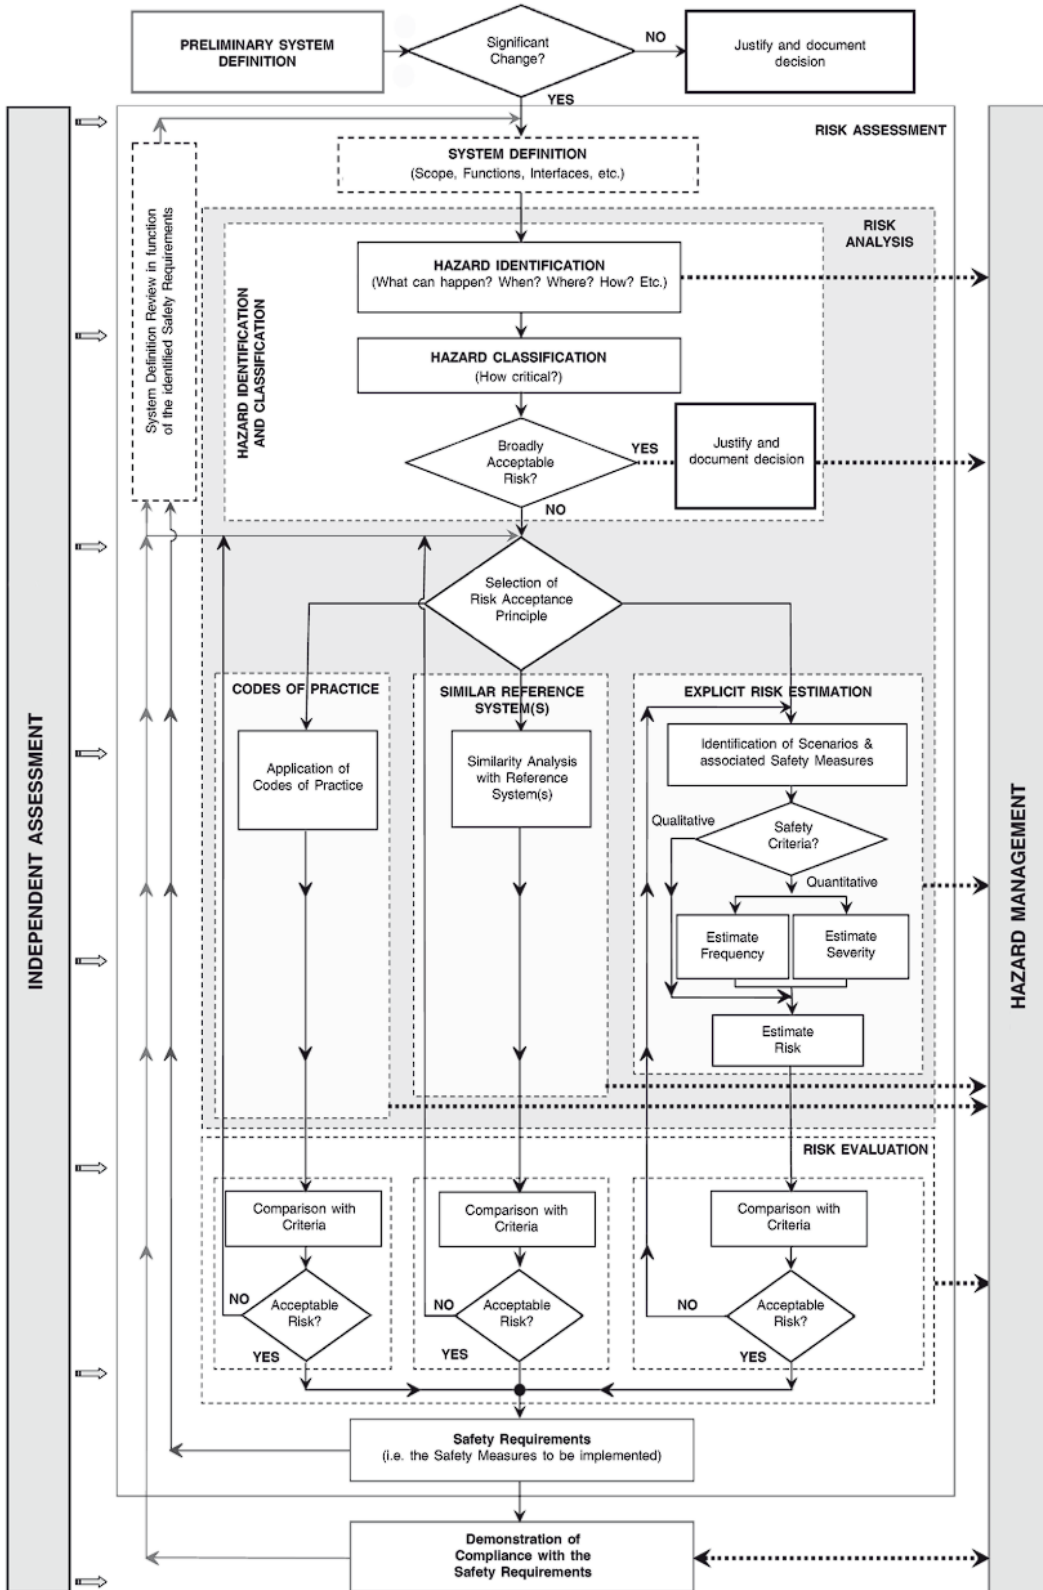 PRELIMINARY SYSTEM
DEFINITION
Significant
Change?
NO
Justify and document
decision
YES
RISK ASSESSMENT
SYSTEM DEFINITION
(Scope, Functions, Interfaces, etc.)
System Definition Review in function
of the identified Safety Requirements
RISK
ANALYSIS
HAZARD IDENTIFICATION
AND CLASSIFICATION
HAZARD IDENTIFICATION
(What can happen? When? Where? How? Etc.)
HAZARD CLASSIFICATION
(How critical?)
Broadly
Acceptable
Risk?
YES
Justify and
document decision
NO
Selection of
Risk Acceptance
Principle
CODES OF PRACTICE
SIMILAR REFERENCE
SYSTEM(S)
EXPLICIT RISK ESTIMATION
Application of
Codes of Practice
Similarity Analysis
with Reference
System(s)
Identification of Scenarios &
associated Safety Measures
Qualitative
Safety
Criteria?
Quantitative
Estimate
Frequency
Estimate
Severity
Estimate
Risk
INDEPENDENT ASSESSMENT
HAZARD MANAGEMENT
RISK EVALUATION
Comparison with
Criteria
Comparison with
Criteria
Comparison with
Criteria
NO
Acceptable
Risk?
YES
NO
Acceptable
Risk?
YES
NO
Acceptable
Risk?
YES
Safety Requirements
(i.e. the Safety Measures to be implemented)
Demonstration of
Compliance with the
Safety Requirements